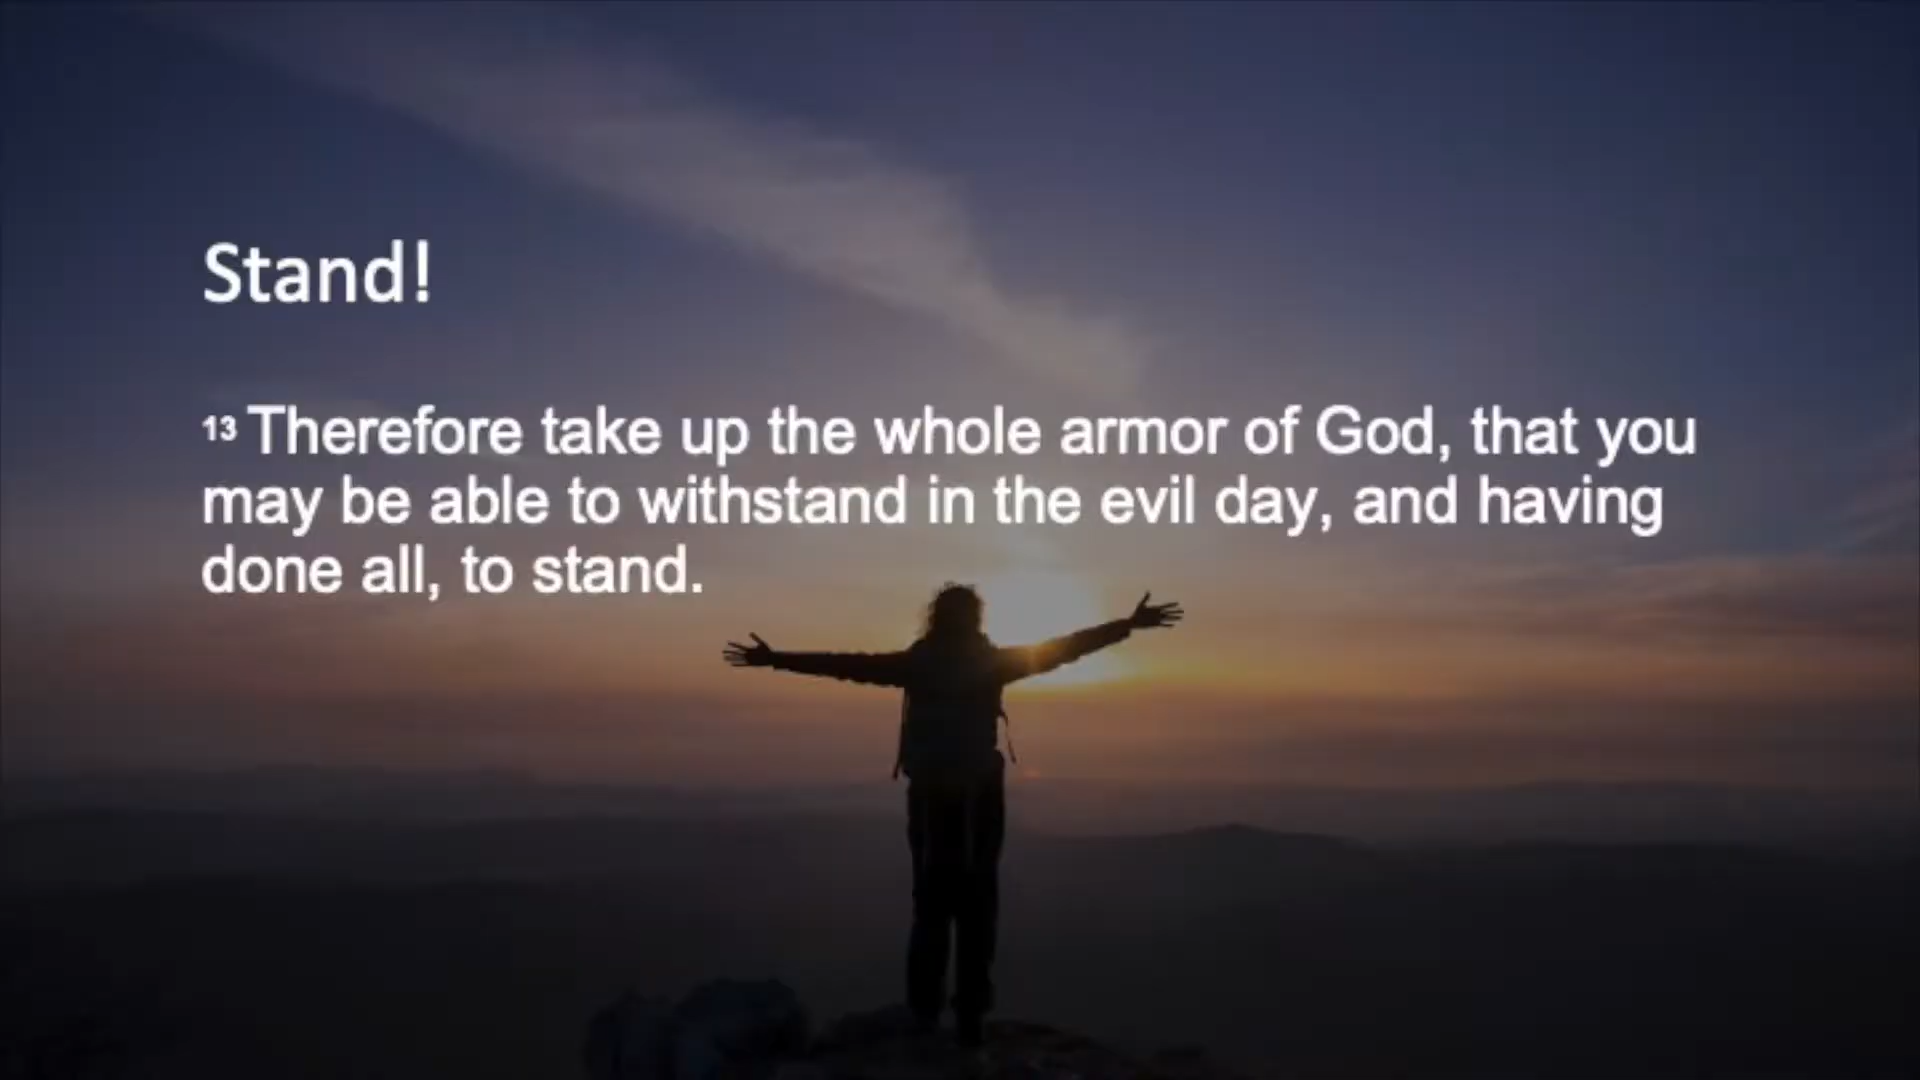 Stand!
13 Therefore take up the whole armor of God, that you
may be able to withstand in the evil day, and having
done all, to stand.